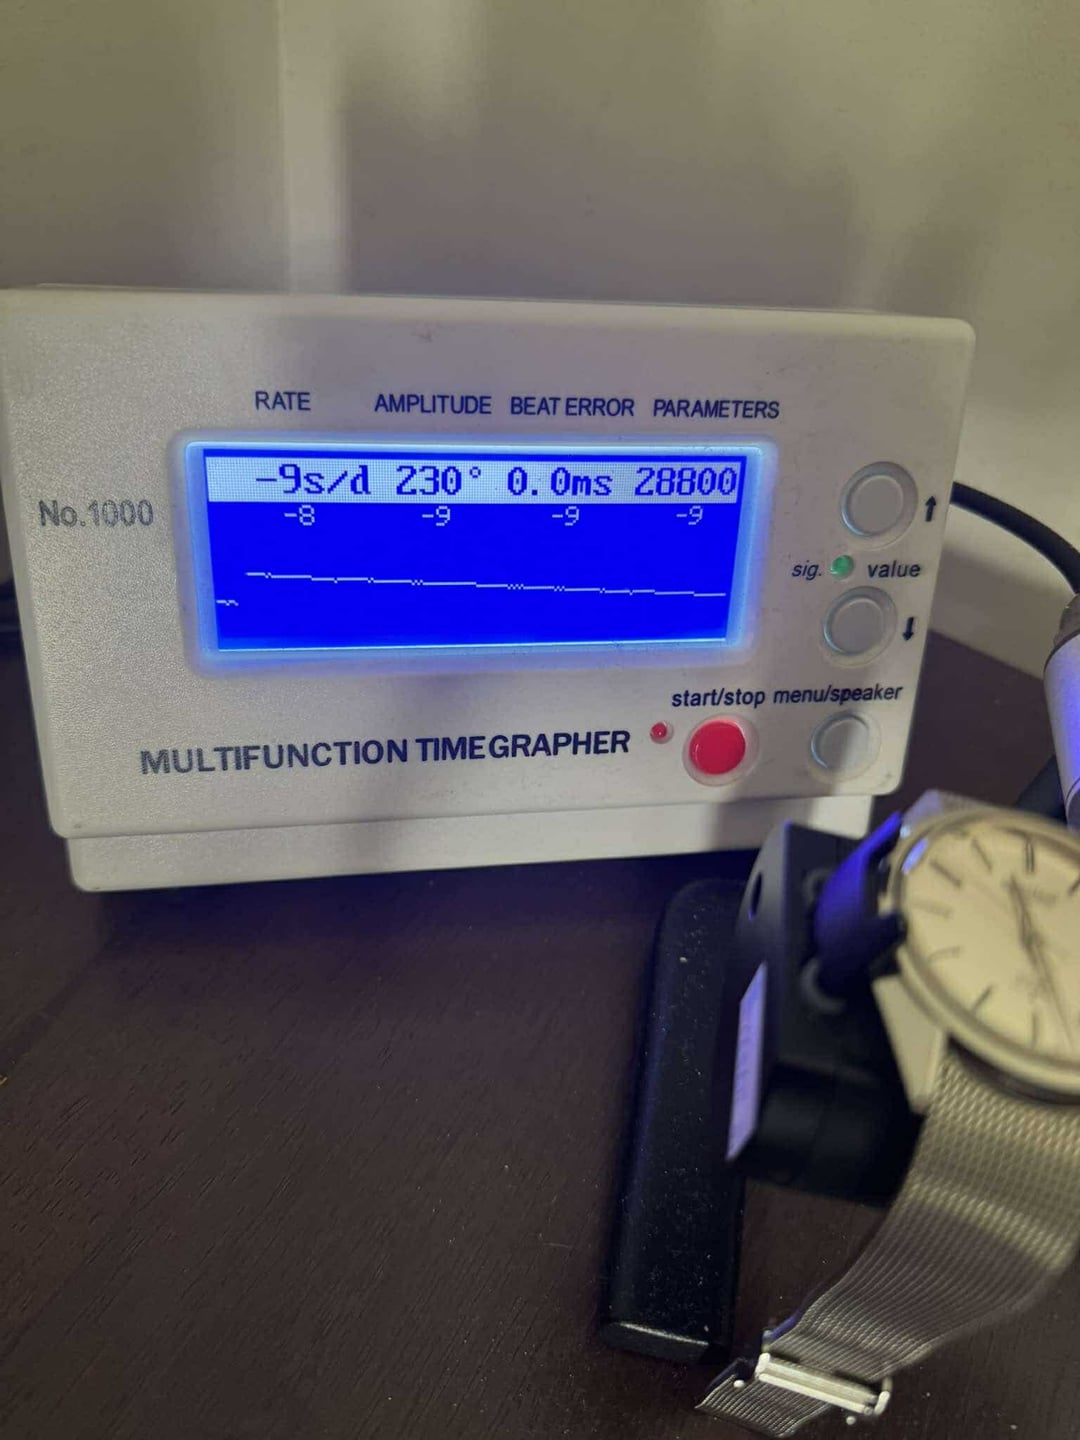 RATE AMPLITUDE BEAT ERROR PARAMETERS
-9s/d 230° 0.0ms 28800
-8 -9 -9 -9
No.1000
↑
sig. value
↓
start/stop menu/speaker
MULTIFUNCTION TIMEGRAPHER